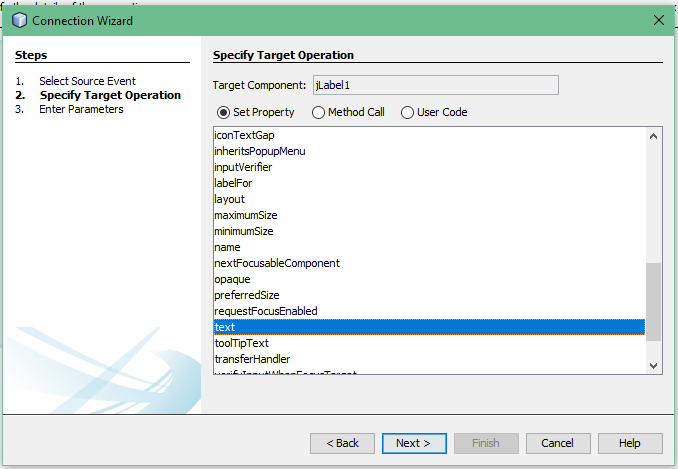 Connection Wizard
Steps
1. Select Source Event
2. Specify Target Operation
3. Enter Parameters
Specify Target Operation
Target Component: jLabel1
Set Property Method Call User Code
iconTextGap
inheritsPopupMenu
inputVerifier
labelFor
layout
maximumSize
minimumSize
name
nextFocusableComponent
opaque
preferredSize
requestFocusEnabled
text
toolTipText
transferHandler
verifyInputWhenFocusTarget
< Back Next > Finish Cancel Help